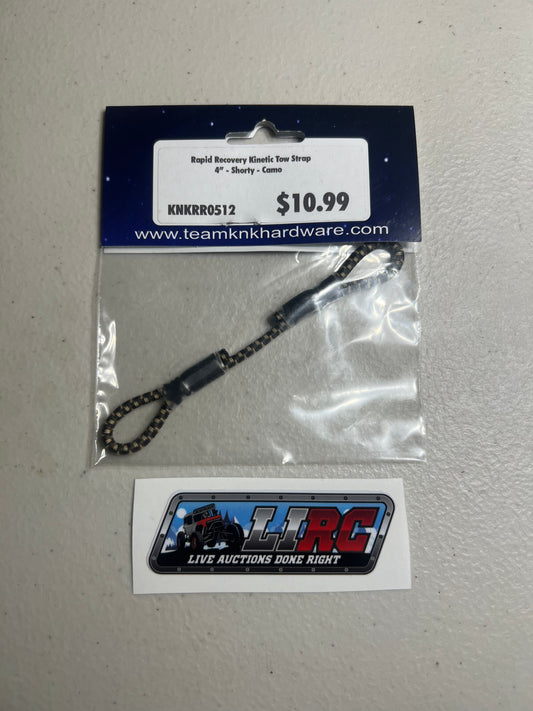 Rapid Recovery Kinetic Tow Strap
4" - Shorty - Camo
KNKRR0512 $10.99
www.teamknkhardware.com
LIRC
LIVE AUCTIONS DONE RIGHT